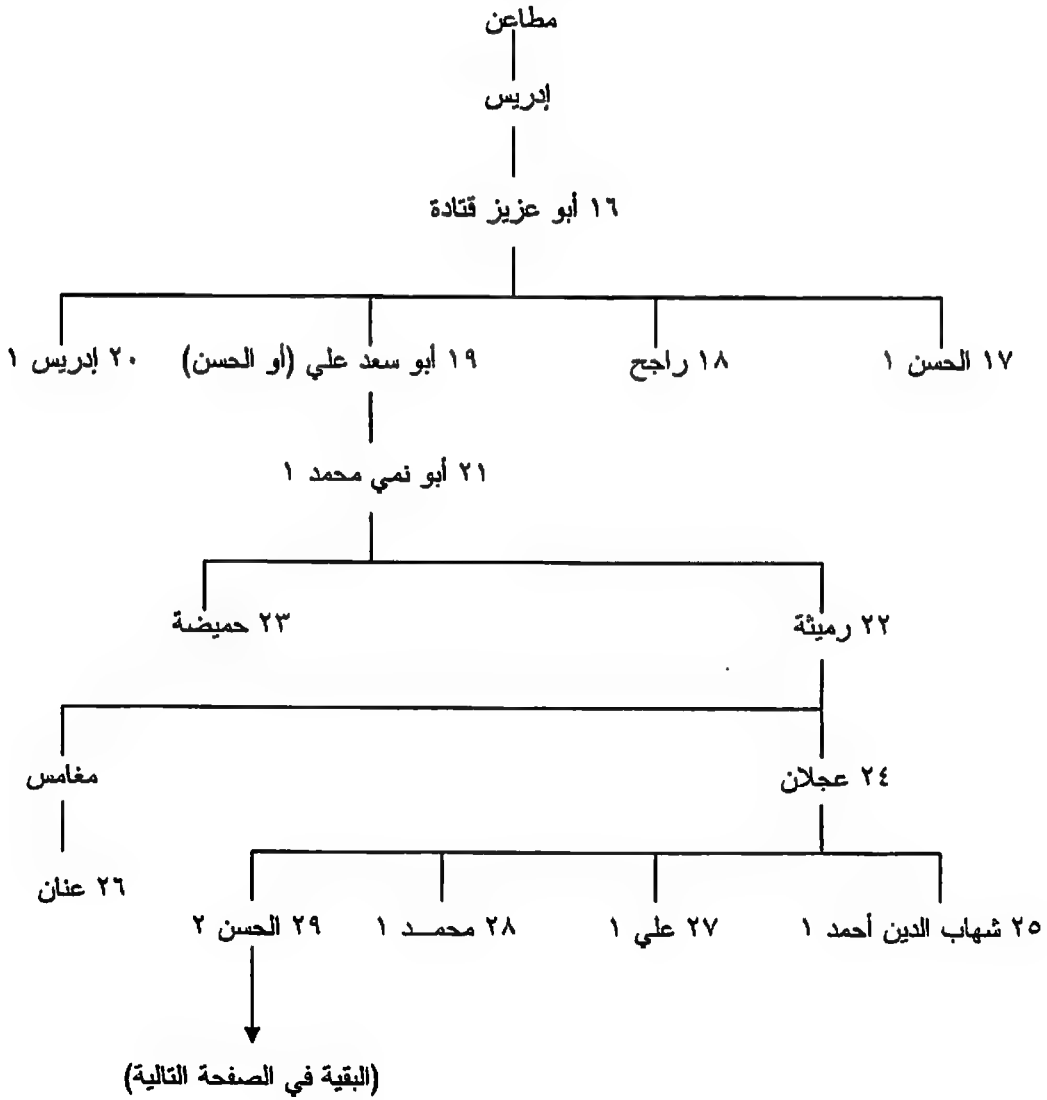 مطاعن
إدريس
١٦ أبو عزيز قتادة
١٧ الحسن ١
١٨ راجح
١٩ أبو سعد علي (أو الحسن)
٢٠ إدريس ١
٢١ أبو نمي محمد ١
٢٢ رميثة
٢٣ حميضة
٢٤ عجلان
مغامس
٢٦ عنان
٢٥ شهاب الدين أحمد ١
٢٧ علي ١
٢٨ محمــد ١
٢٩ الحسن ٢
(البقية في الصفحة التالية)